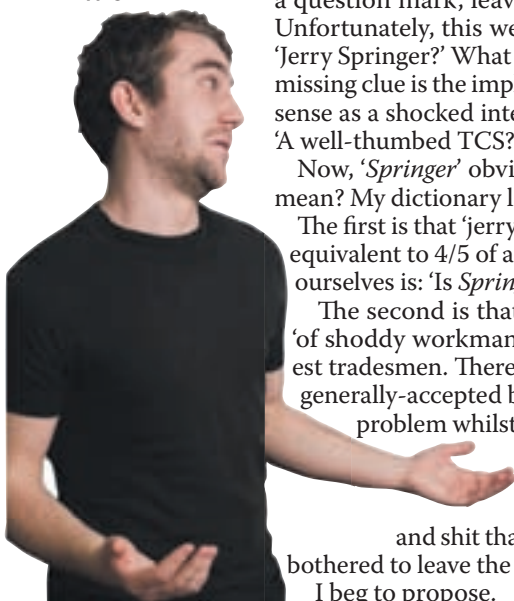 a question mark, leav
Unfortunately, this we
'Jerry Springer?' What
missing clue is the imp
sense as a shocked inte
'A well-thumbed TCS?
Now, 'Springer' obvi
mean? My dictionary l
The first is that 'jerry
equivalent to 4/5 of a
ourselves is: 'Is Sprin
The second is that
'of shoddy workman
est tradesmen. There
generally-accepted b
problem whilst
and shit tha
bothered to leave the
I beg to propose.